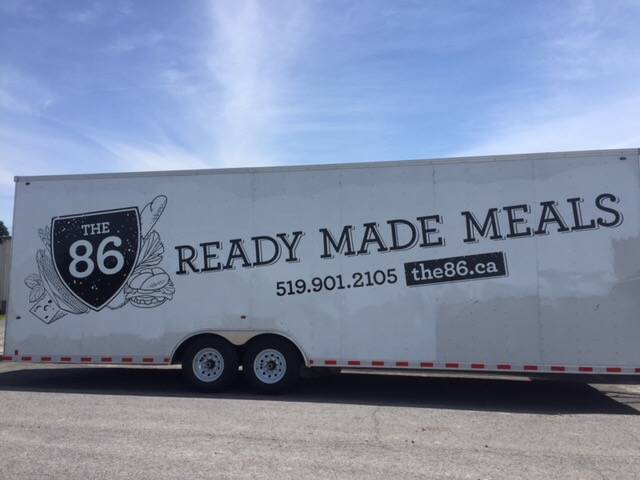 THE
86
READY MADE MEALS
519.901.2105 the86.ca